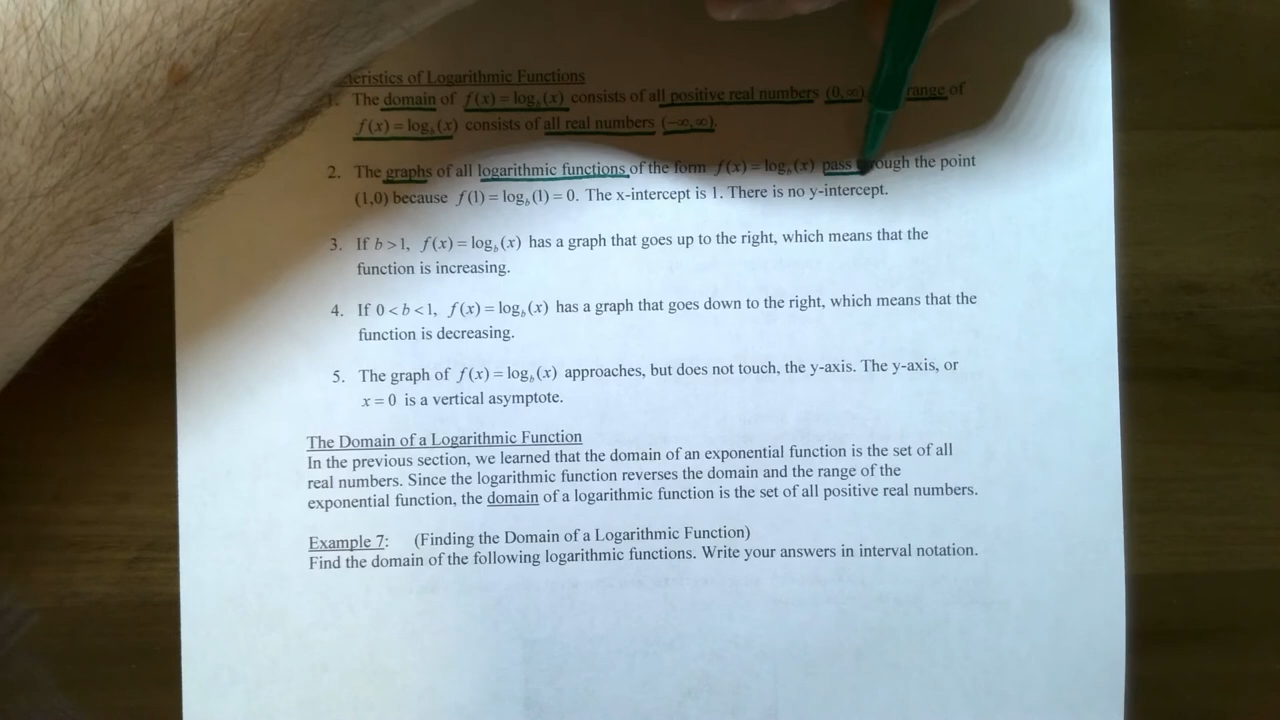 teristics of Logarithmic Functions
1. The domain of f(x) = log_b(x) consists of all positive real numbers (0,∞) range of
f(x) = log_b(x) consists of all real numbers (−∞,∞).
2. The graphs of all logarithmic functions of the form f(x) = log_b(x) pass through the point
(1,0) because f(1) = log_b(1) = 0. The x-intercept is 1. There is no y-intercept.
3. If b > 1, f(x) = log_b(x) has a graph that goes up to the right, which means that the
function is increasing.
4. If 0 < b < 1, f(x) = log_b(x) has a graph that goes down to the right, which means that the
function is decreasing.
5. The graph of f(x) = log_b(x) approaches, but does not touch, the y-axis. The y-axis, or
x = 0 is a vertical asymptote.
The Domain of a Logarithmic Function
In the previous section, we learned that the domain of an exponential function is the set of all
real numbers. Since the logarithmic function reverses the domain and the range of the
exponential function, the domain of a logarithmic function is the set of all positive real numbers.
Example 7: (Finding the Domain of a Logarithmic Function)
Find the domain of the following logarithmic functions. Write your answers in interval notation.